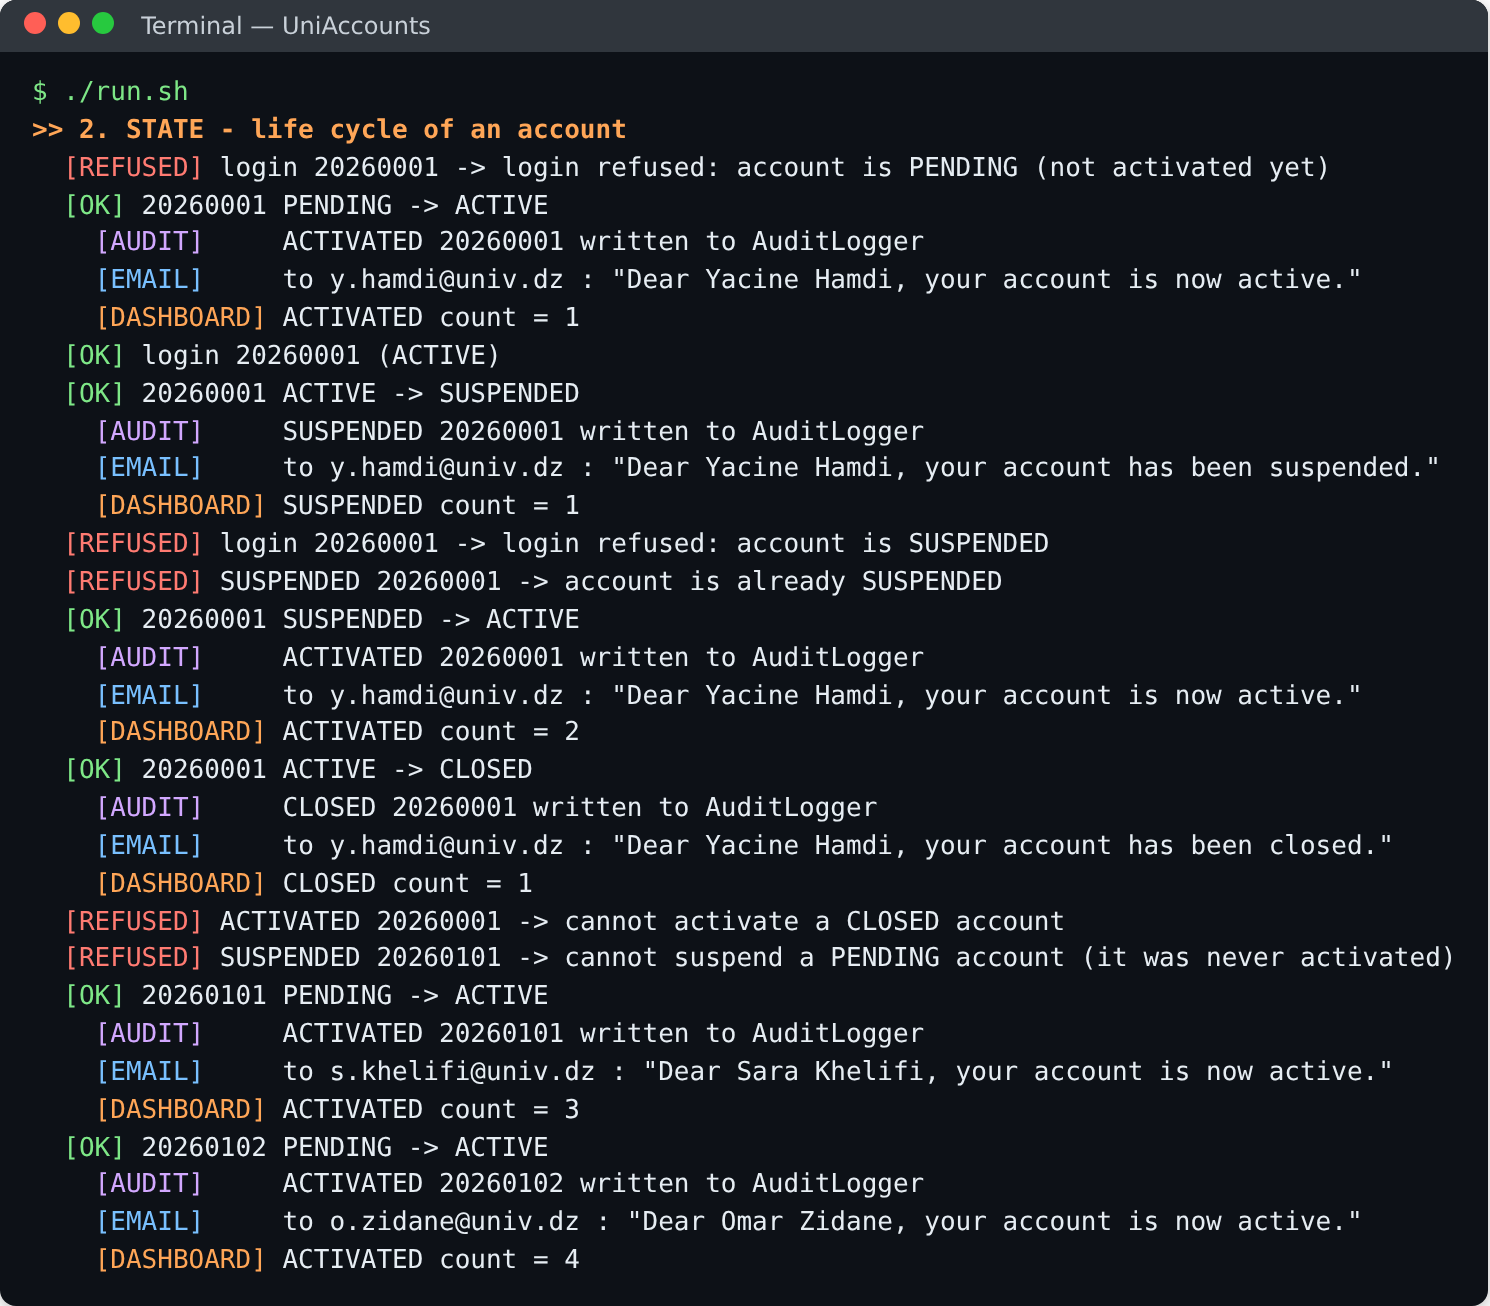 Terminal — UniAccounts
$ ./run.sh
>> 2. STATE - life cycle of an account
[REFUSED] login 20260001 -> login refused: account is PENDING (not activated yet)
[OK] 20260001 PENDING -> ACTIVE
[AUDIT]     ACTIVATED 20260001 written to AuditLogger
[EMAIL]     to y.hamdi@univ.dz : "Dear Yacine Hamdi, your account is now active."
[DASHBOARD] ACTIVATED count = 1
[OK] login 20260001 (ACTIVE)
[OK] 20260001 ACTIVE -> SUSPENDED
[AUDIT]     SUSPENDED 20260001 written to AuditLogger
[EMAIL]     to y.hamdi@univ.dz : "Dear Yacine Hamdi, your account has been suspended."
[DASHBOARD] SUSPENDED count = 1
[REFUSED] login 20260001 -> login refused: account is SUSPENDED
[REFUSED] SUSPENDED 20260001 -> account is already SUSPENDED
[OK] 20260001 SUSPENDED -> ACTIVE
[AUDIT]     ACTIVATED 20260001 written to AuditLogger
[EMAIL]     to y.hamdi@univ.dz : "Dear Yacine Hamdi, your account is now active."
[DASHBOARD] ACTIVATED count = 2
[OK] 20260001 ACTIVE -> CLOSED
[AUDIT]     CLOSED 20260001 written to AuditLogger
[EMAIL]     to y.hamdi@univ.dz : "Dear Yacine Hamdi, your account has been closed."
[DASHBOARD] CLOSED count = 1
[REFUSED] ACTIVATED 20260001 -> cannot activate a CLOSED account
[REFUSED] SUSPENDED 20260101 -> cannot suspend a PENDING account (it was never activated)
[OK] 20260101 PENDING -> ACTIVE
[AUDIT]     ACTIVATED 20260101 written to AuditLogger
[EMAIL]     to s.khelifi@univ.dz : "Dear Sara Khelifi, your account is now active."
[DASHBOARD] ACTIVATED count = 3
[OK] 20260102 PENDING -> ACTIVE
[AUDIT]     ACTIVATED 20260102 written to AuditLogger
[EMAIL]     to o.zidane@univ.dz : "Dear Omar Zidane, your account is now active."
[DASHBOARD] ACTIVATED count = 4